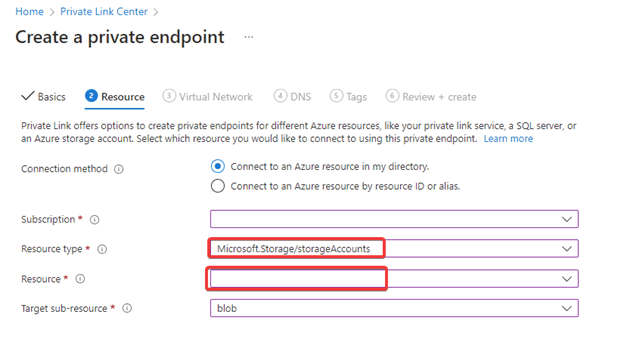 Home > Private Link Center >
Create a private endpoint ...
Basics 2 Resource 3 Virtual Network 4 DNS 5 Tags 6 Review + create
Private Link offers options to create private endpoints for different Azure resources, like your private link service, a SQL server, or
an Azure storage account. Select which resource you would like to connect to using this private endpoint. Learn more
Connection method Connect to an Azure resource in my directory.
Connect to an Azure resource by resource ID or alias.
Subscription *
Resource type * Microsoft.Storage/storageAccounts
Resource *
Target sub-resource * blob